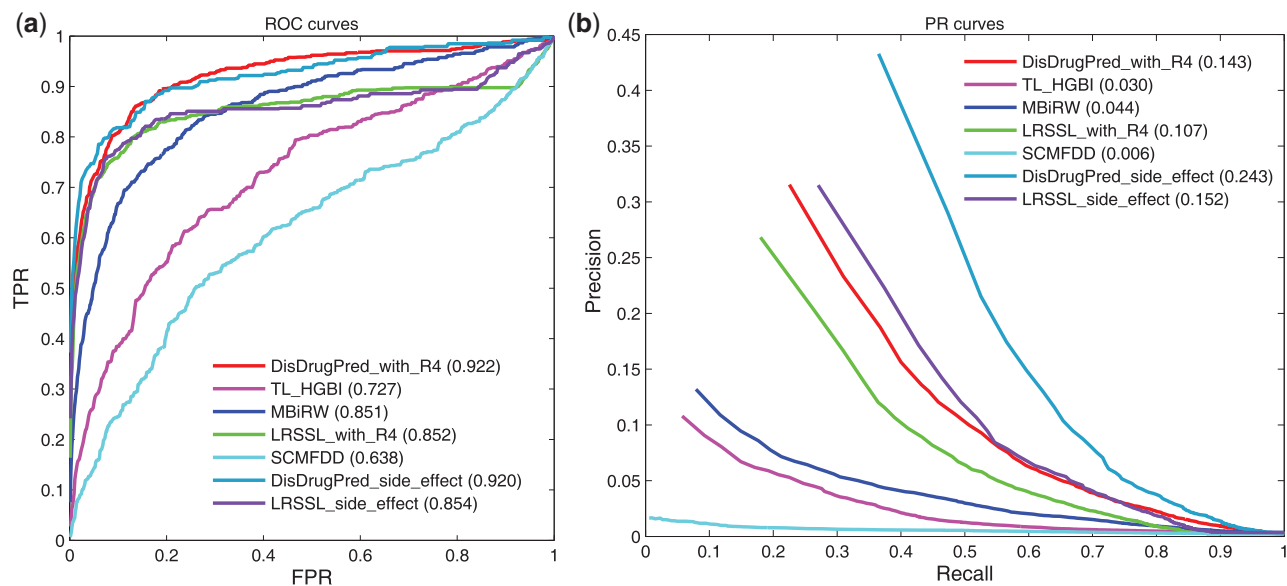 (a)
ROC curves
1
0.9
0.8
0.7
0.6
0.5
0.4
0.3
0.2
0.1
0
TPR
DisDrugPred_with_R4 (0.922)
TL_HGBI (0.727)
MBiRW (0.851)
LRSSL_with_R4 (0.852)
SCMFDD (0.638)
DisDrugPred_side_effect (0.920)
LRSSL_side_effect (0.854)
0 0.2 0.4 0.6 0.8 1
FPR
(b)
PR curves
0.45
0.4
0.35
0.3
0.25
0.2
0.15
0.1
0.05
0
Precision
DisDrugPred_with_R4 (0.143)
TL_HGBI (0.030)
MBiRW (0.044)
LRSSL_with_R4 (0.107)
SCMFDD (0.006)
DisDrugPred_side_effect (0.243)
LRSSL_side_effect (0.152)
0 0.1 0.2 0.3 0.4 0.5 0.6 0.7 0.8 0.9 1
Recall